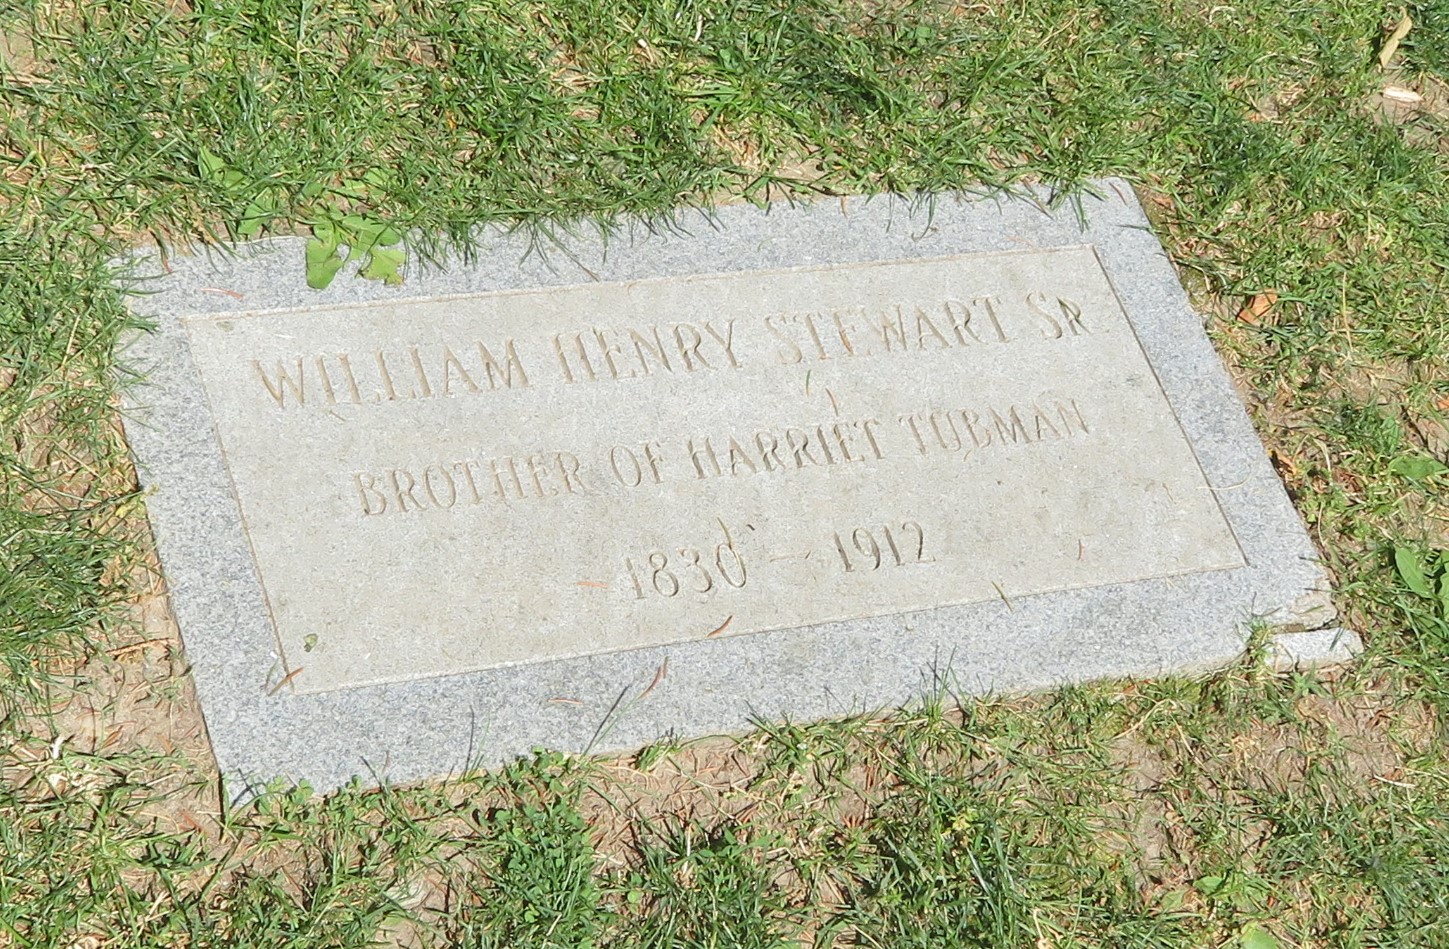 WILLIAM HENRY STEWART SR
BROTHER OF HARRIET TUBMAN
1830 – 1912